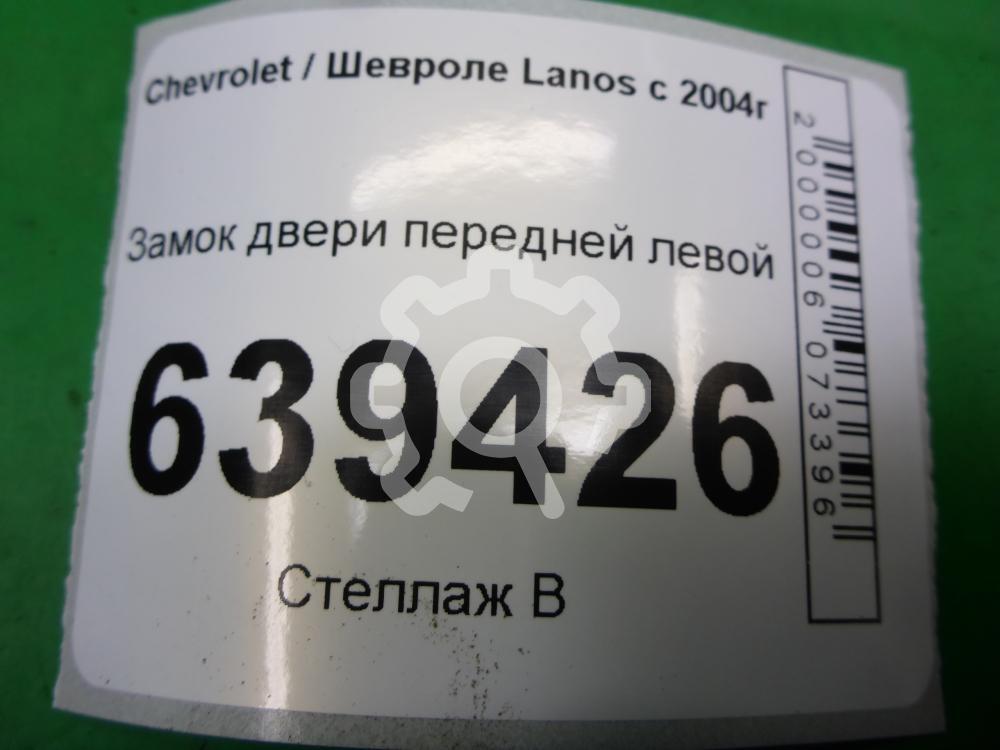 Chevrolet / Шевроле Lanos с 2004г
Замок двери передней левой
639426
Стеллаж В
2000006073396